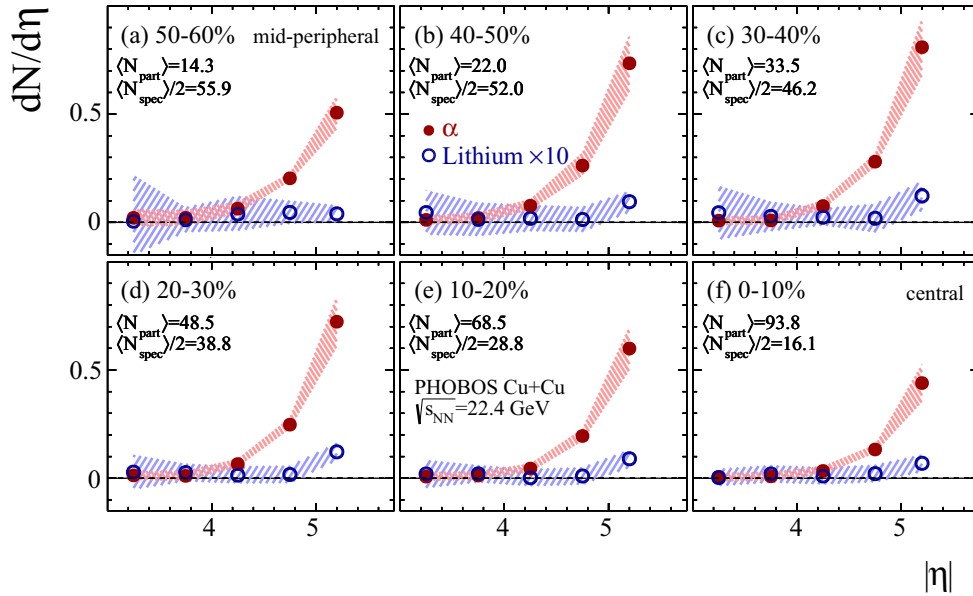 dN/dη
(a) 50-60% mid-peripheral
⟨N_part⟩=14.3
⟨N_spec⟩/2=55.9
(b) 40-50%
⟨N_part⟩=22.0
⟨N_spec⟩/2=52.0
α
Lithium ×10
(c) 30-40%
⟨N_part⟩=33.5
⟨N_spec⟩/2=46.2
0.5
0
(d) 20-30%
⟨N_part⟩=48.5
⟨N_spec⟩/2=38.8
(e) 10-20%
⟨N_part⟩=68.5
⟨N_spec⟩/2=28.8
PHOBOS Cu+Cu
√s_NN=22.4 GeV
(f) 0-10% central
⟨N_part⟩=93.8
⟨N_spec⟩/2=16.1
0.5
0
4 5 4 5 4 5
|η|